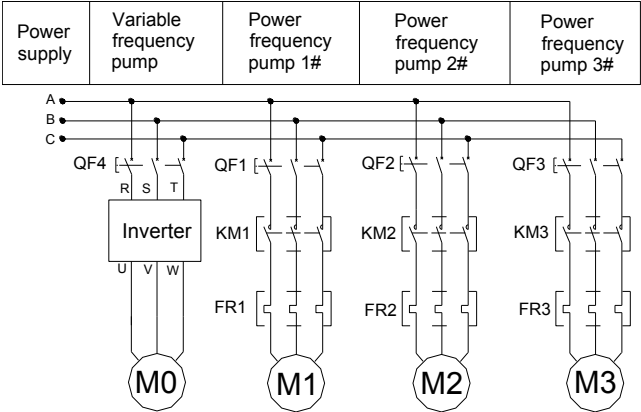 Power
supply
Variable
frequency
pump
Power
frequency
pump 1#
Power
frequency
pump 2#
Power
frequency
pump 3#
A
B
C
QF4
QF1
QF2
QF3
R S T
Inverter
KM1
KM2
KM3
U V W
FR1
FR2
FR3
M0
M1
M2
M3